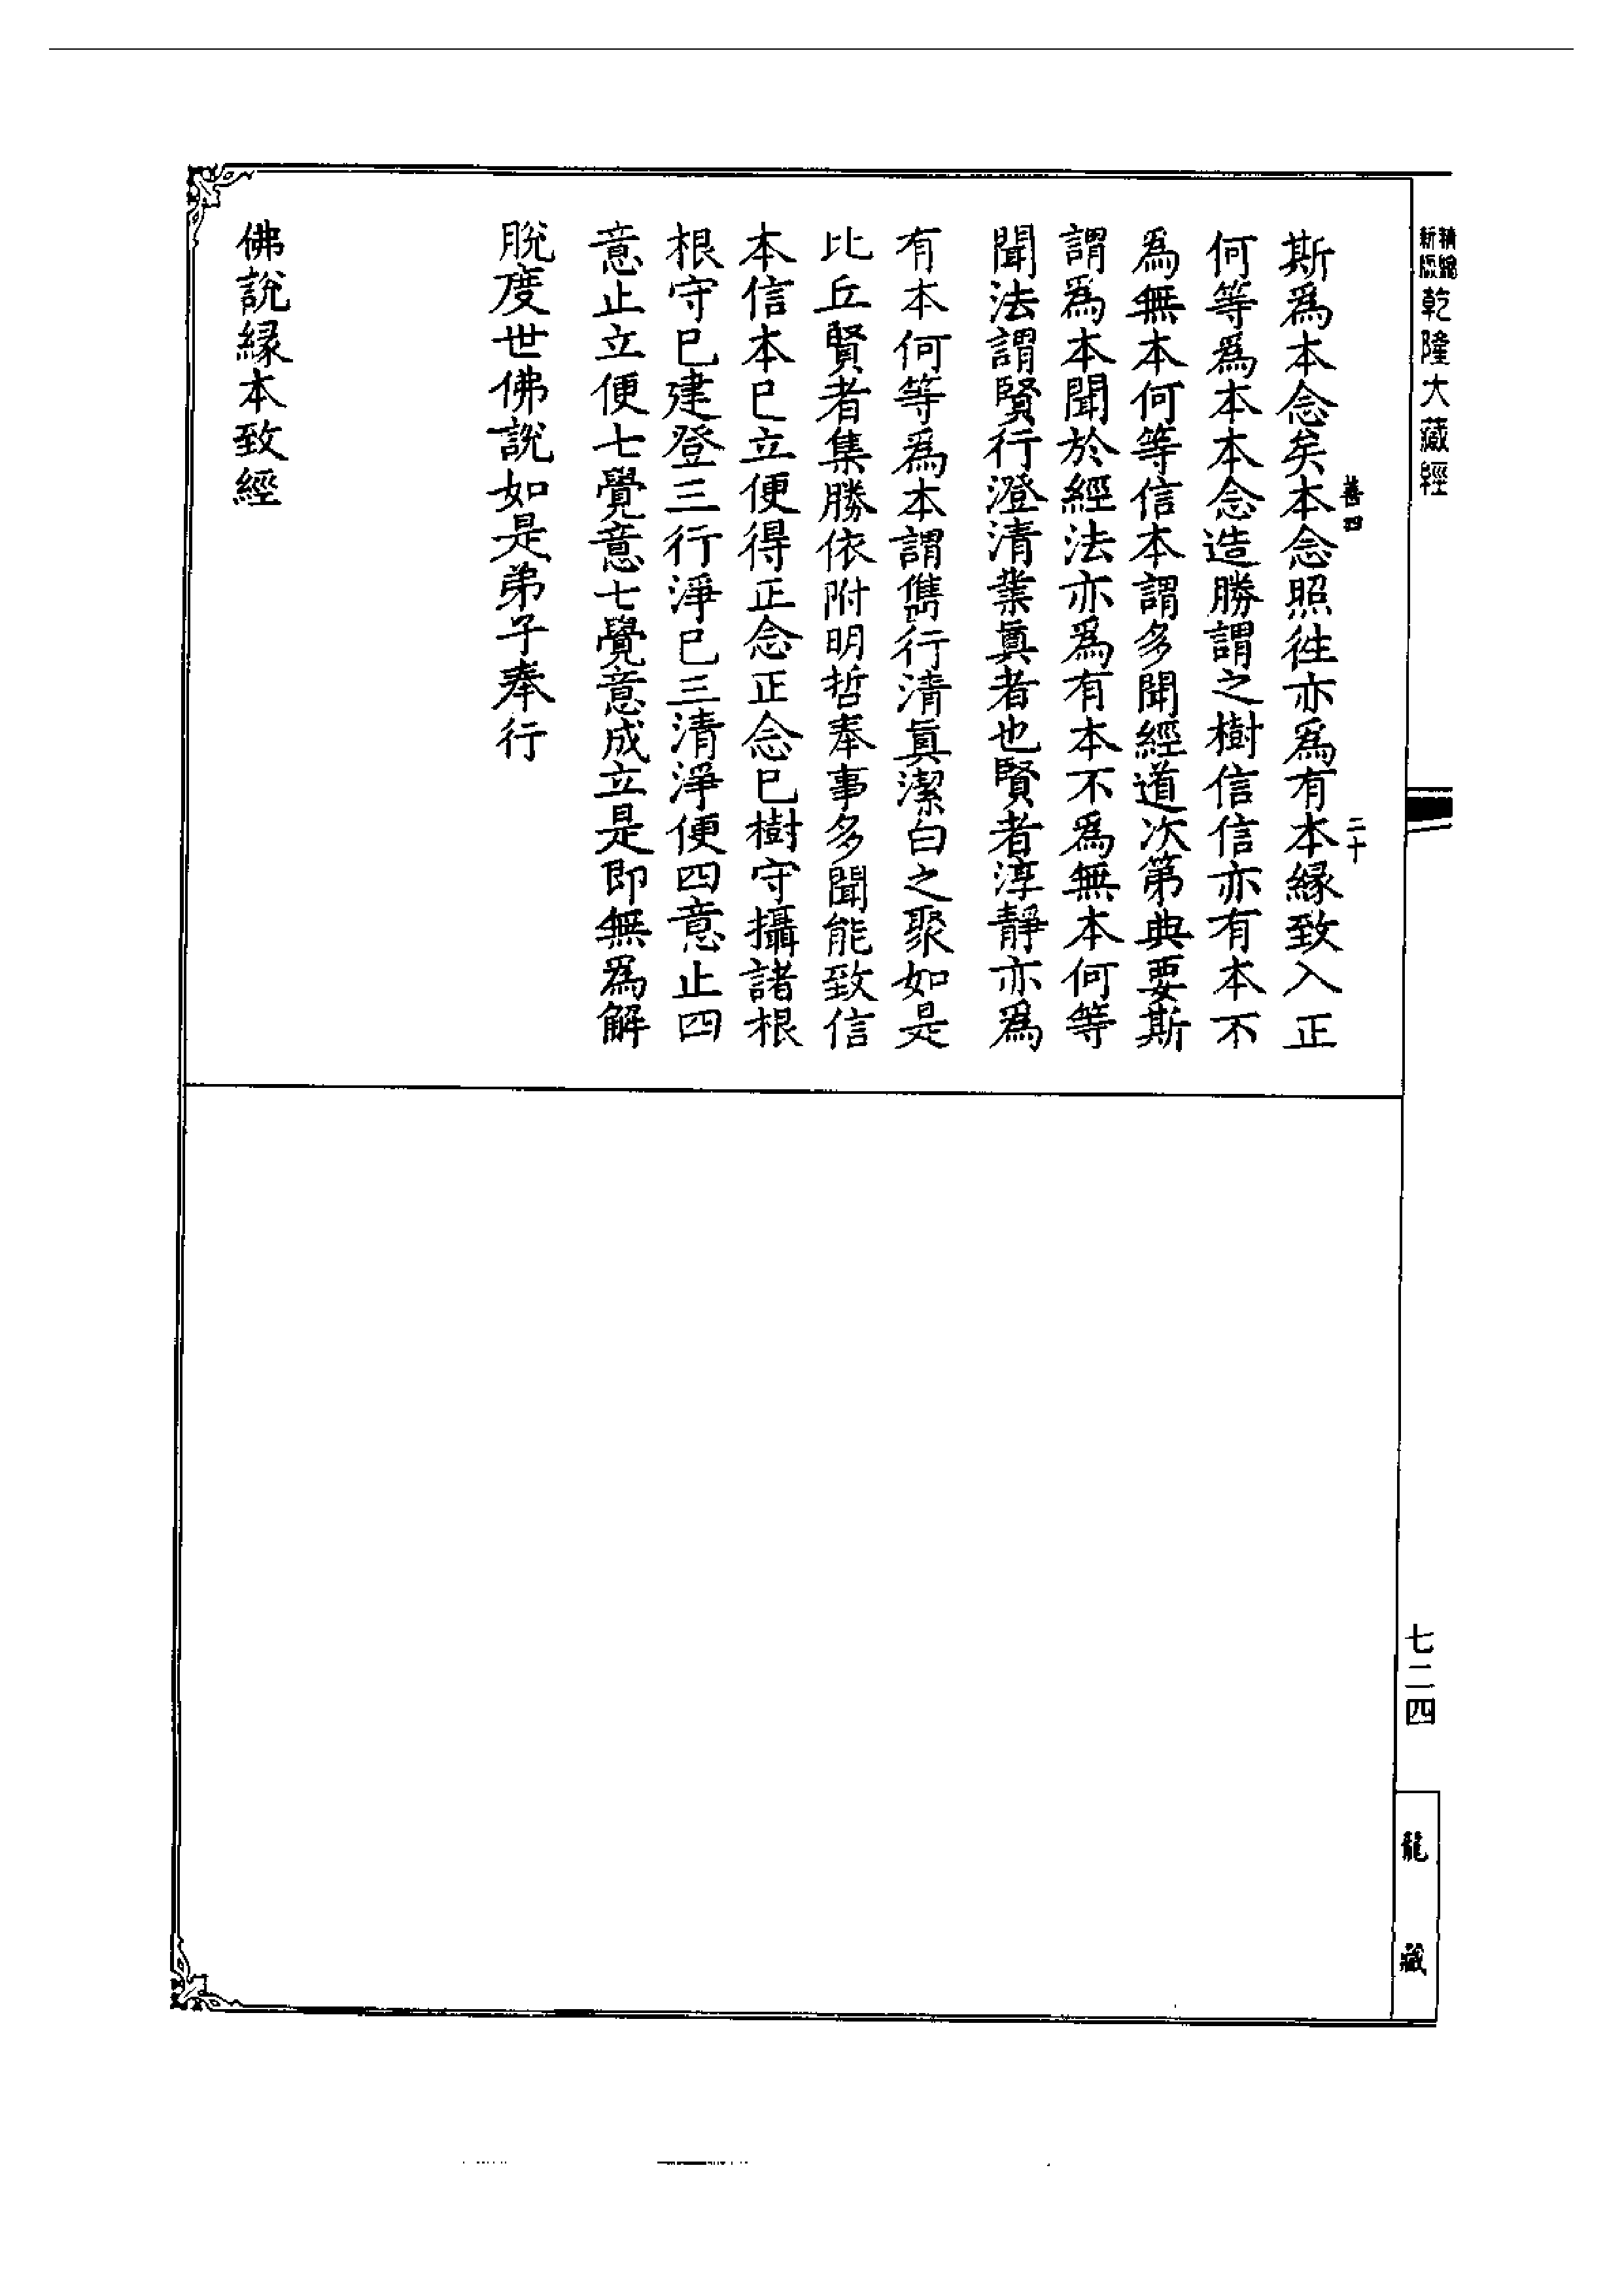 精縮
新版
乾隆大藏經
善四
二十
斯爲本念矣本念照徃亦爲有本緣致入正
何等爲本本念造勝謂之樹信信亦有本不
爲無本何等信本謂多聞經道次第典要斯
謂爲本聞於經法亦爲有本不爲無本何等
聞法謂賢行澄清業眞者也賢者淳靜亦爲
有本何等爲本謂儁行清眞潔白之聚如是
比丘賢者集勝依附明哲奉事多聞能致信
本信本已立便得正念正念已樹守攝諸根
根守已建登三行淨已三清淨便四意止四
意止立便七覺意七覺意成立是即無爲解
脫度世佛說如是弟子奉行
佛說緣本致經
七二四
龍藏